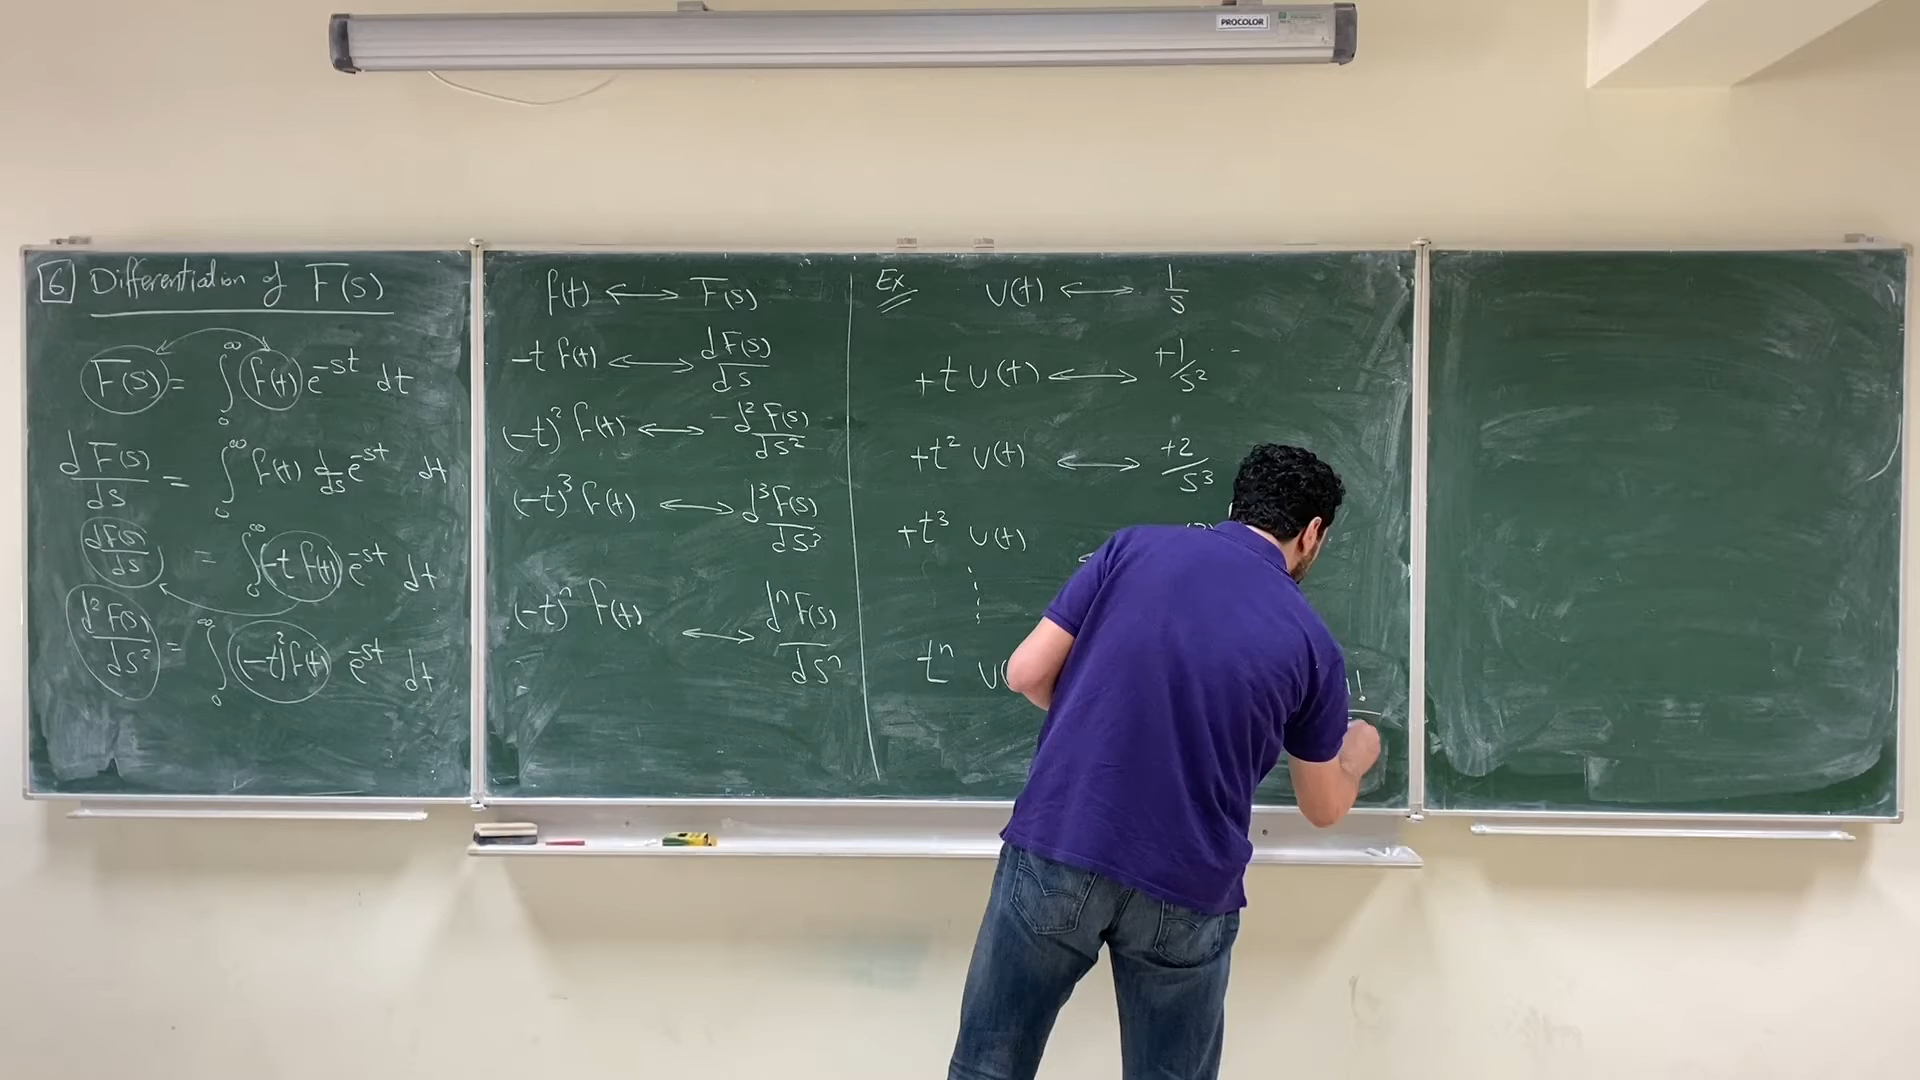 PROCOLOR
6 Differentiation of F(s)
F(s) = ∫₀^∞ f(t) e^-st dt
dF(s)/ds = ∫₀^∞ f(t) d/ds e^-st dt
dF(s)/ds = ∫₀^∞ (-t f(t)) e^-st dt
d²F(s)/ds² = ∫₀^∞ (-t)² f(t) e^-st dt
f(t) ⟷ F(s)
-t f(t) ⟷ dF(s)/ds
(-t)² f(t) ⟷ -d²F(s)/ds²
(-t)³ f(t) ⟷ d³F(s)/ds³
(-t)ⁿ f(t) ⟷ dⁿF(s)/dsⁿ
Ex u(t) ⟷ 1/s
+t u(t) ⟷ +1/s²
+t² u(t) ⟷ +2/s³
+t³ u(t)
tⁿ